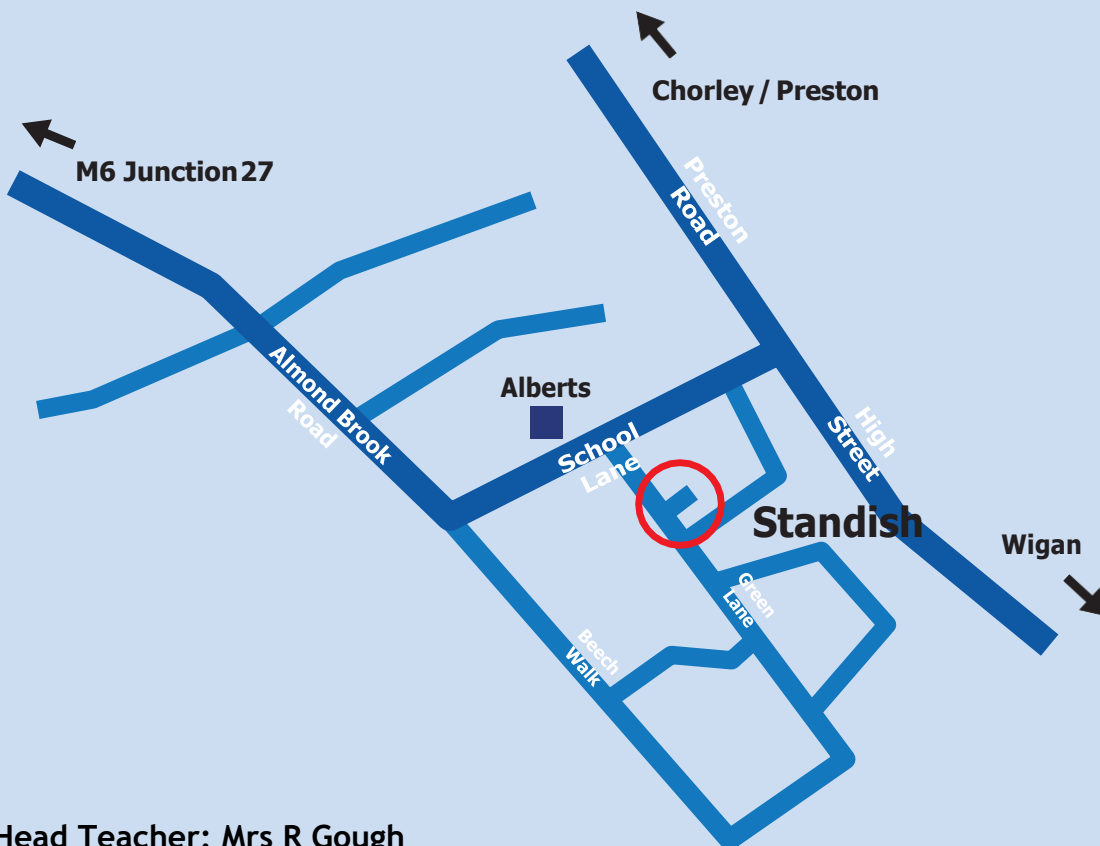 Chorley / Preston
M6 Junction 27
Preston
Road
Almond Brook
Road
Alberts
School
Lane
High
Street
Standish
Wigan
Green
Lane
Beech
Walk
Head Teacher: Mrs R Gough